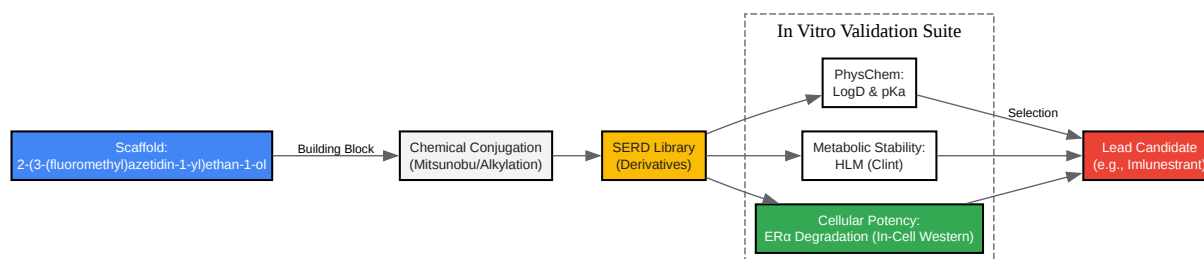 In Vitro Validation Suite
Scaffold:
2-(3-(fluoromethyl)azetidin-1-yl)ethan-1-ol
Building Block
Chemical Conjugation
(Mitsunobu/Alkylation)
SERD Library
(Derivatives)
PhysChem:
LogD & pKa
Metabolic Stability:
HLM (Clint)
Cellular Potency:
ERα Degradation (In-Cell Western)
Selection
Lead Candidate
(e.g., Imlunestrant)